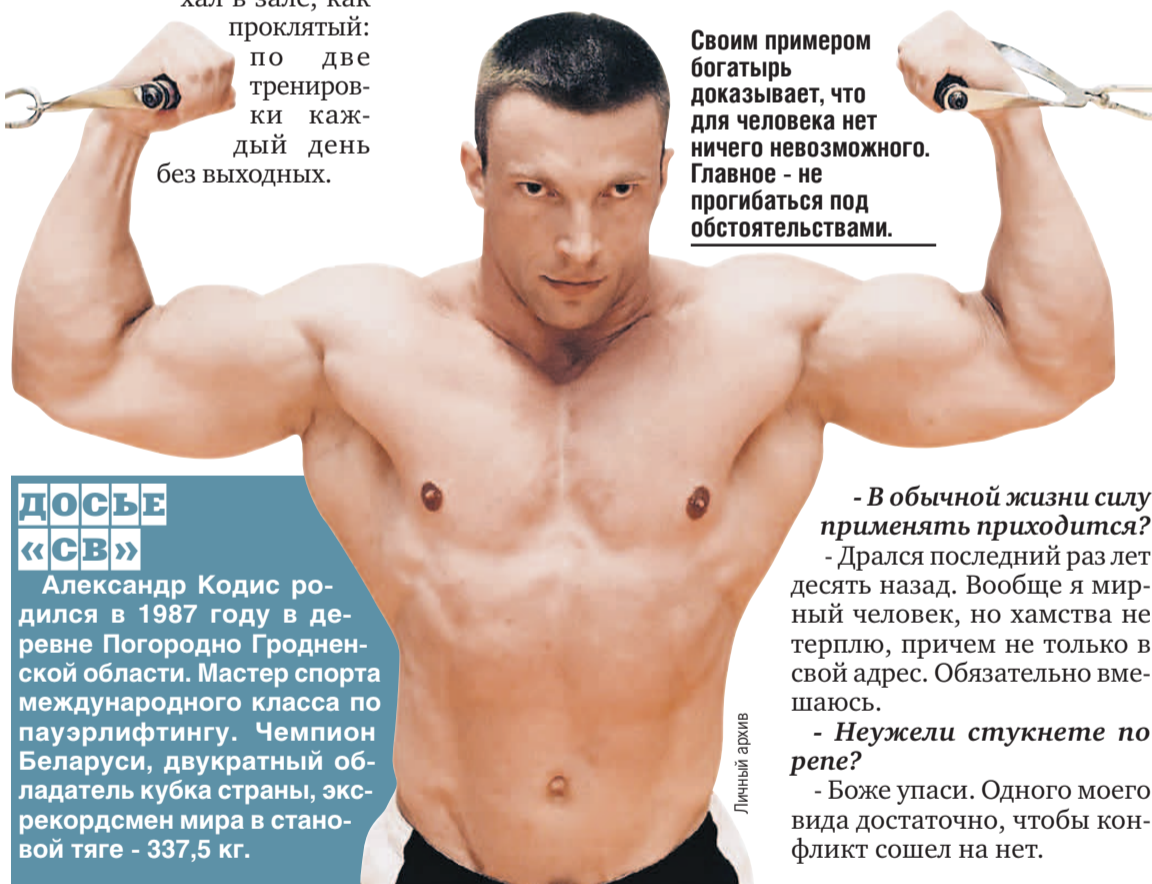 хал в зале, как
проклятый:
по две
трениров-
ки каж-
дый день
без выходных.
Своим примером
богатырь
доказывает, что
для человека нет
ничего невозможного.
Главное - не
прогибаться под
обстоятельствами.
ДОСЬЕ
«СВ»
Александр Кодис ро-
дился в 1987 году в де-
ревне Погородно Гроднен-
ской области. Мастер спорта
международного класса по
пауэрлифтингу. Чемпион
Беларуси, двукратный об-
ладатель кубка страны, экс-
рекордсмен мира в стано-
вой тяге - 337,5 кг.
Личный архив
- В обычной жизни силу
применять приходится?
- Дрался последний раз лет
десять назад. Вообще я мир-
ный человек, но хамства не
терплю, причем не только в
свой адрес. Обязательно вме-
шаюсь.
- Неужели стукнете по
репе?
- Боже упаси. Одного моего
вида достаточно, чтобы кон-
фликт сошел на нет.